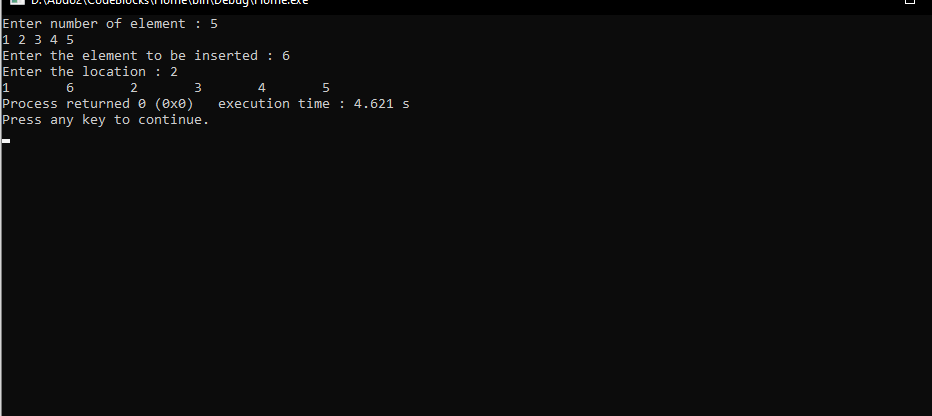 D:\Abdo2\CodeBlocks\Home\bin\Debug\Home.exe
Enter number of element : 5
1 2 3 4 5
Enter the element to be inserted : 6
Enter the location : 2
1 6 2 3 4 5
Process returned 0 (0x0)   execution time : 4.621 s
Press any key to continue.